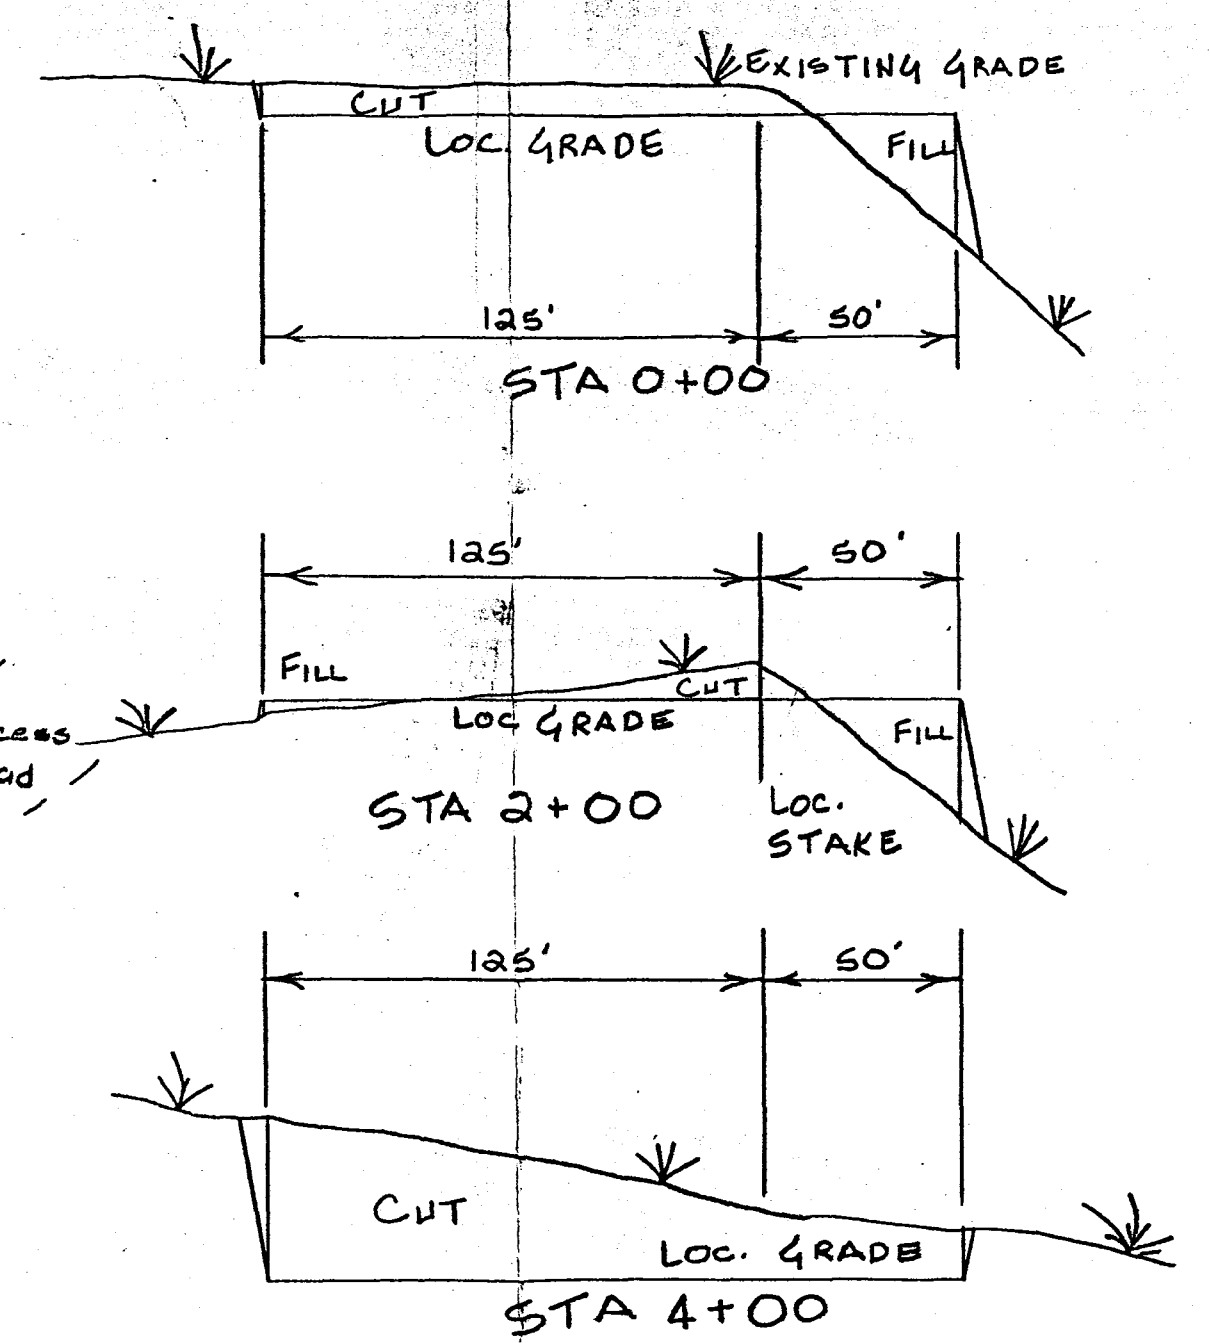 EXISTING GRADE
CUT
LOC. GRADE
FILL
125'
50'
STA 0+00
125'
50'
FILL
CUT
LOC GRADE
FILL
STA 2+00
LOC.
STAKE
125'
50'
CUT
LOC. GRADE
STA 4+00